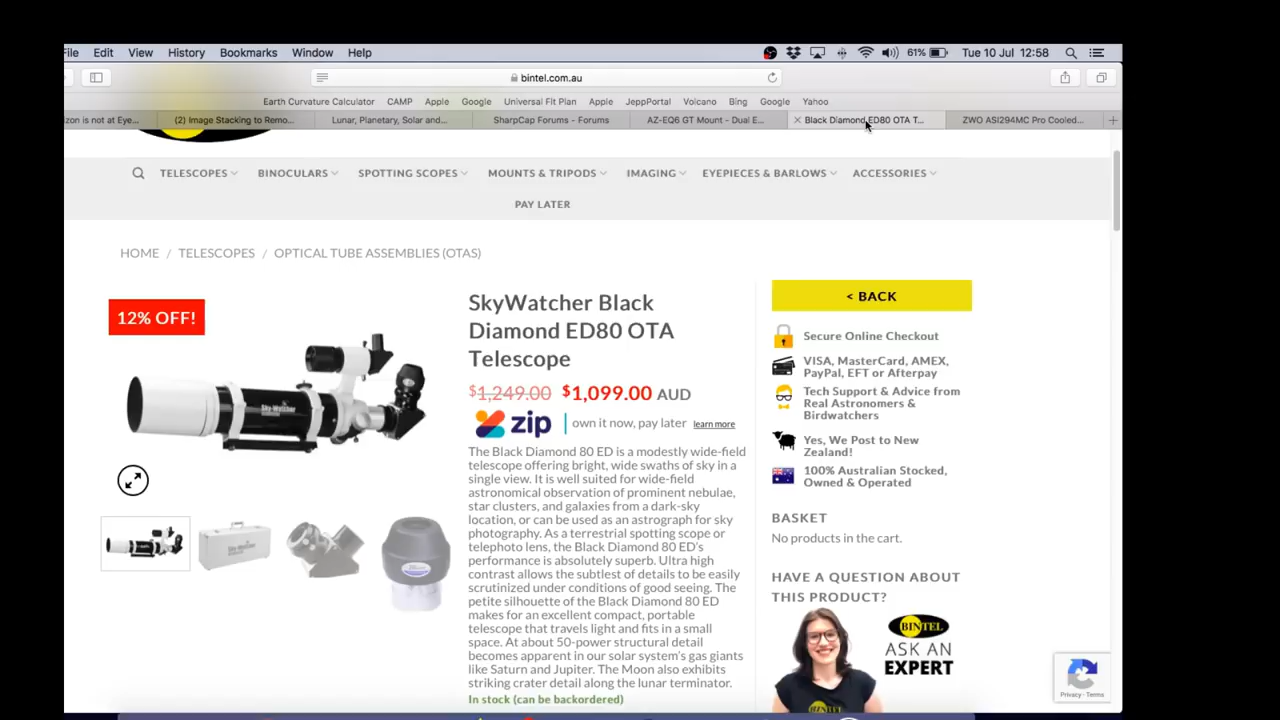 File Edit View History Bookmarks Window Help 61% Tue 10 Jul 12:58
bintel.com.au
Earth Curvature Calculator CAMP Apple Google Universal Flt Plan Apple JeppPortal Volcano Bing Google Yahoo
izon is not at Eye... (2) Image Stacking to Remo... Lunar, Planetary, Solar and... SharpCap Forums - Forums AZ-EQ6 GT Mount - Dual E... Black Diamond ED80 OTA T... ZWO ASI294MC Pro Cooled...
TELESCOPES BINOCULARS SPOTTING SCOPES MOUNTS & TRIPODS IMAGING EYEPIECES & BARLOWS ACCESSORIES
PAY LATER
HOME / TELESCOPES / OPTICAL TUBE ASSEMBLIES (OTAS)
12% OFF!
Sky-Watcher
SkyWatcher Black
Diamond ED80 OTA
Telescope
$1,249.00 $1,099.00 AUD
zip own it now, pay later learn more
The Black Diamond 80 ED is a modestly wide-field
telescope offering bright, wide swaths of sky in a
single view. It is well suited for wide-field
astronomical observation of prominent nebulae,
star clusters, and galaxies from a dark-sky
location, or can be used as an astrograph for sky
photography. As a terrestrial spotting scope or
telephoto lens, the Black Diamond 80 ED's
performance is absolutely superb. Ultra high
contrast allows the subtlest of details to be easily
scrutinized under conditions of good seeing. The
petite silhouette of the Black Diamond 80 ED
makes for an excellent compact, portable
telescope that travels light and fits in a small
space. At about 50-power structural detail
becomes apparent in our solar system's gas giants
like Saturn and Jupiter. The Moon also exhibits
striking crater detail along the lunar terminator.
In stock (can be backordered)
< BACK
Secure Online Checkout
VISA, MasterCard, AMEX,
PayPal, EFT or Afterpay
Tech Support & Advice from
Real Astronomers &
Birdwatchers
Yes, We Post to New
Zealand!
100% Australian Stocked,
Owned & Operated
BASKET
No products in the cart.
HAVE A QUESTION ABOUT
THIS PRODUCT?
BINTEL
ASK AN
EXPERT
Privacy - Terms